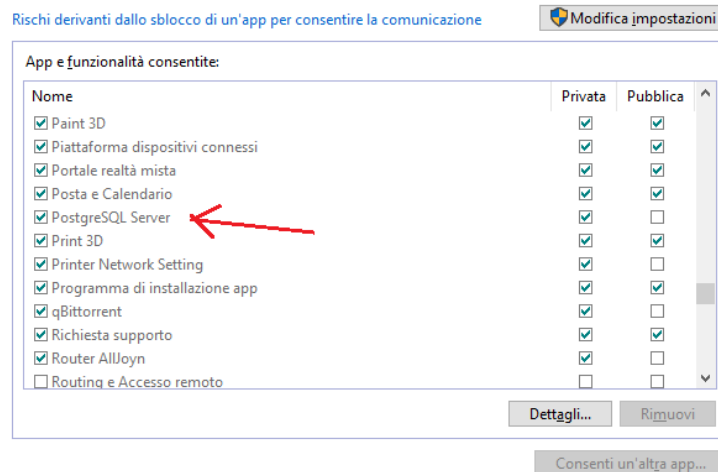 Rischi derivanti dallo sblocco di un'app per consentire la comunicazione
Modifica impostazioni
App e funzionalità consentite:
Nome Privata Pubblica
Paint 3D
Piattaforma dispositivi connessi
Portale realtà mista
Posta e Calendario
PostgreSQL Server
Print 3D
Printer Network Setting
Programma di installazione app
qBittorrent
Richiesta supporto
Router AllJoyn
Routing e Accesso remoto
Dettagli... Rimuovi
Consenti un'altra app...